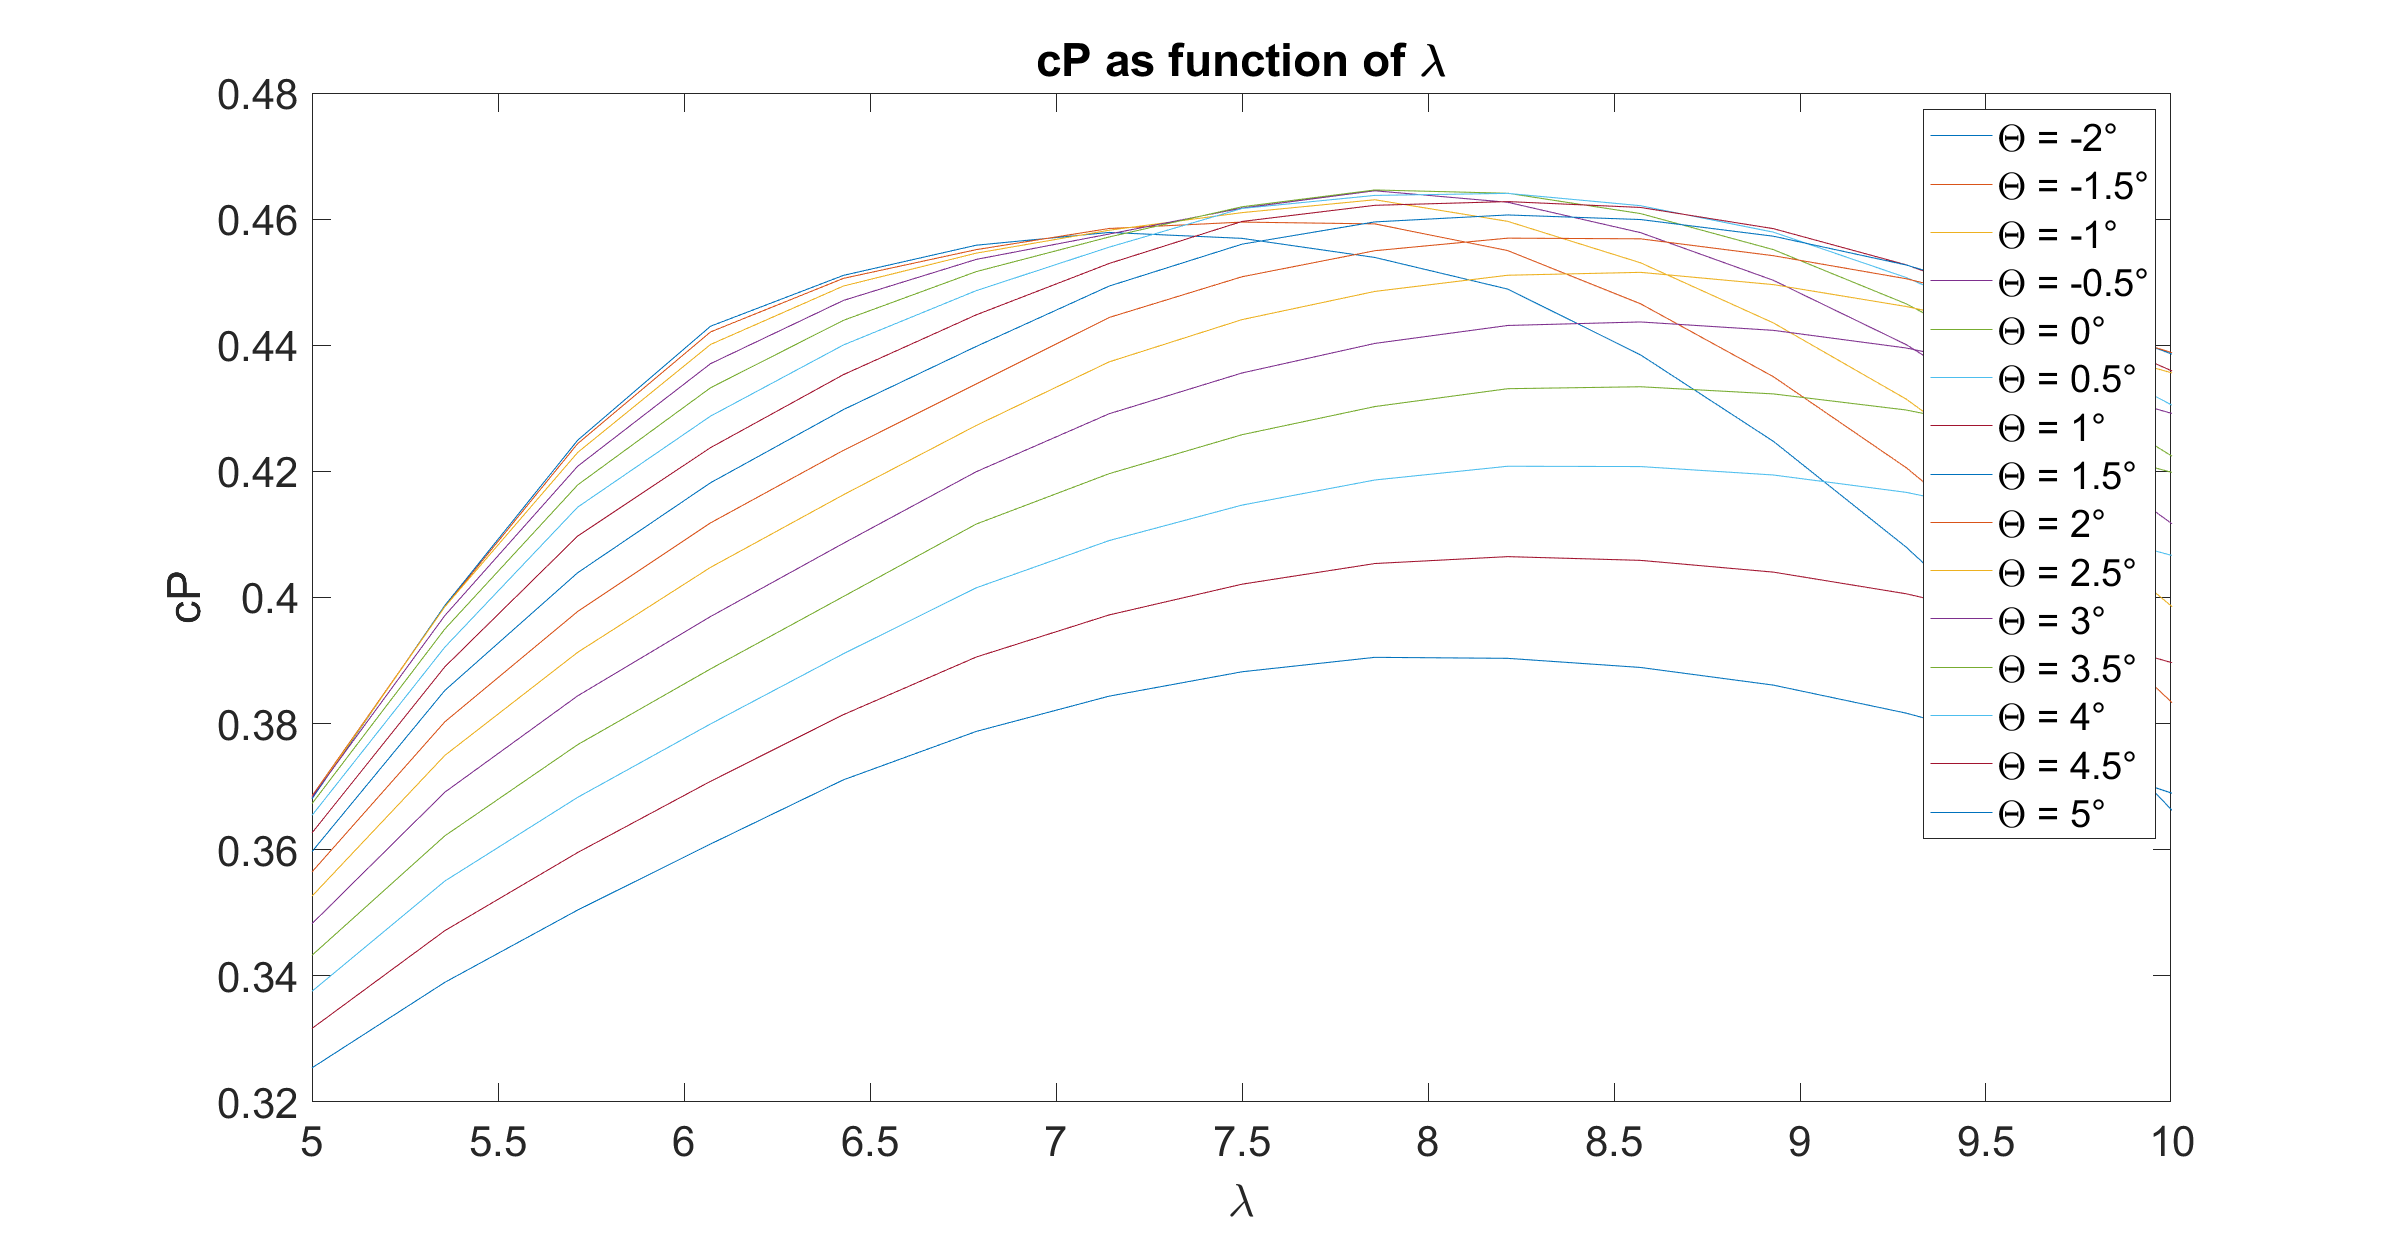 cP as function of λ
0.48
0.46
0.44
0.42
0.4
0.38
0.36
0.34
0.32
cP
5 5.5 6 6.5 7 7.5 8 8.5 9 9.5 10
λ
Θ = -2°
Θ = -1.5°
Θ = -1°
Θ = -0.5°
Θ = 0°
Θ = 0.5°
Θ = 1°
Θ = 1.5°
Θ = 2°
Θ = 2.5°
Θ = 3°
Θ = 3.5°
Θ = 4°
Θ = 4.5°
Θ = 5°